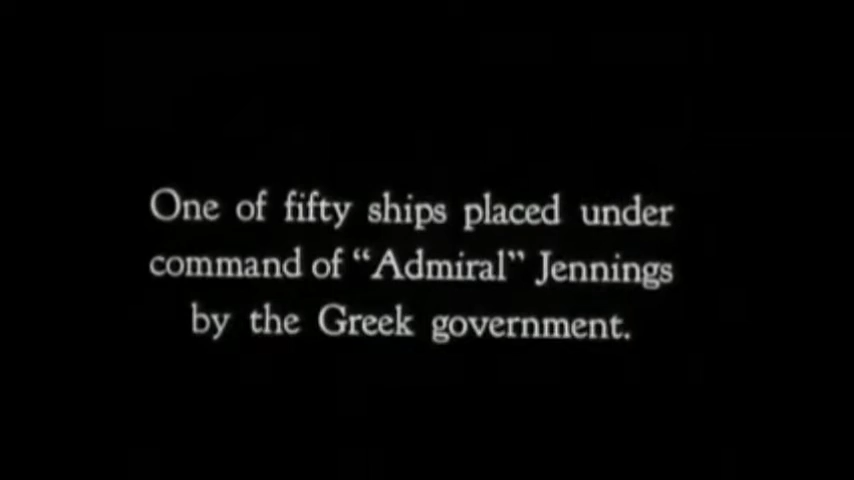 One of fifty ships placed under
command of “Admiral” Jennings
by the Greek government.